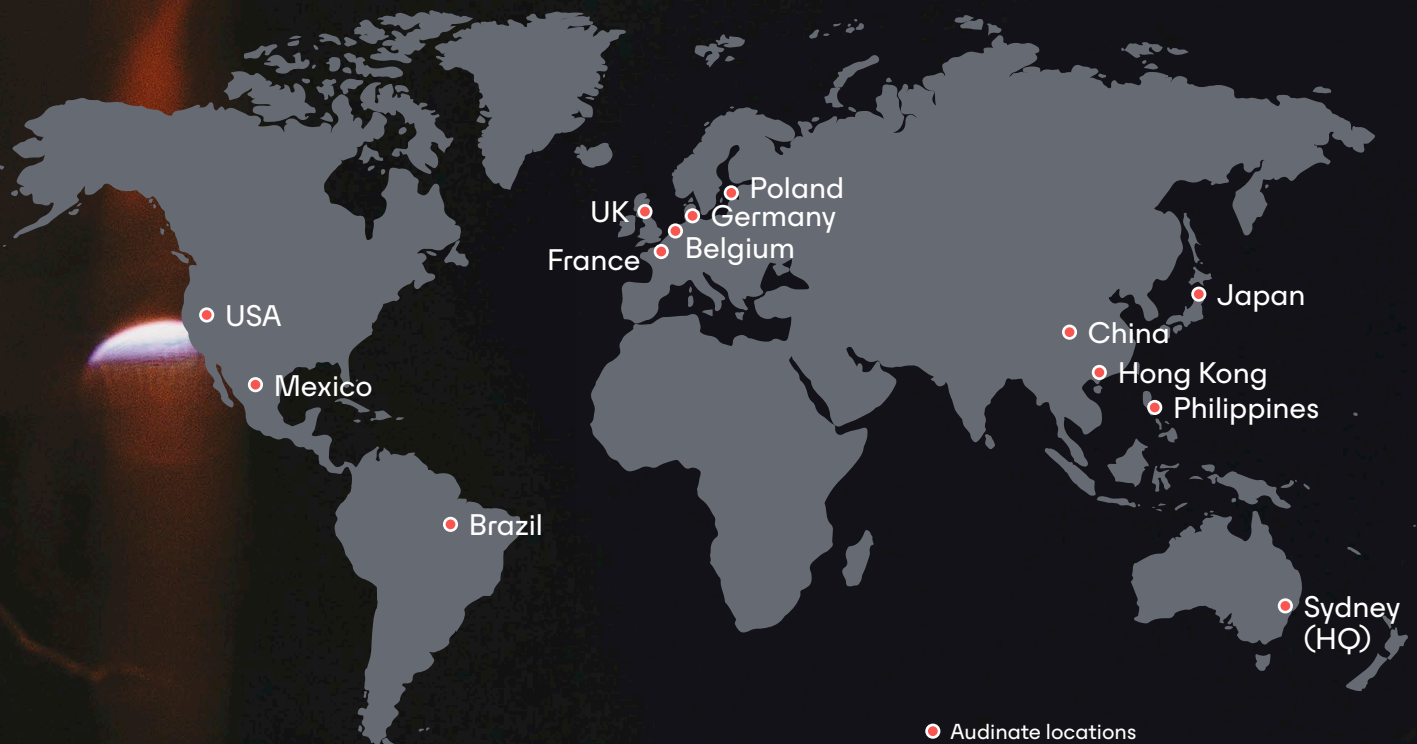 Poland
UK
Germany
Belgium
France
Japan
USA
China
Hong Kong
Mexico
Philippines
Brazil
Sydney
(HQ)
Audinate locations